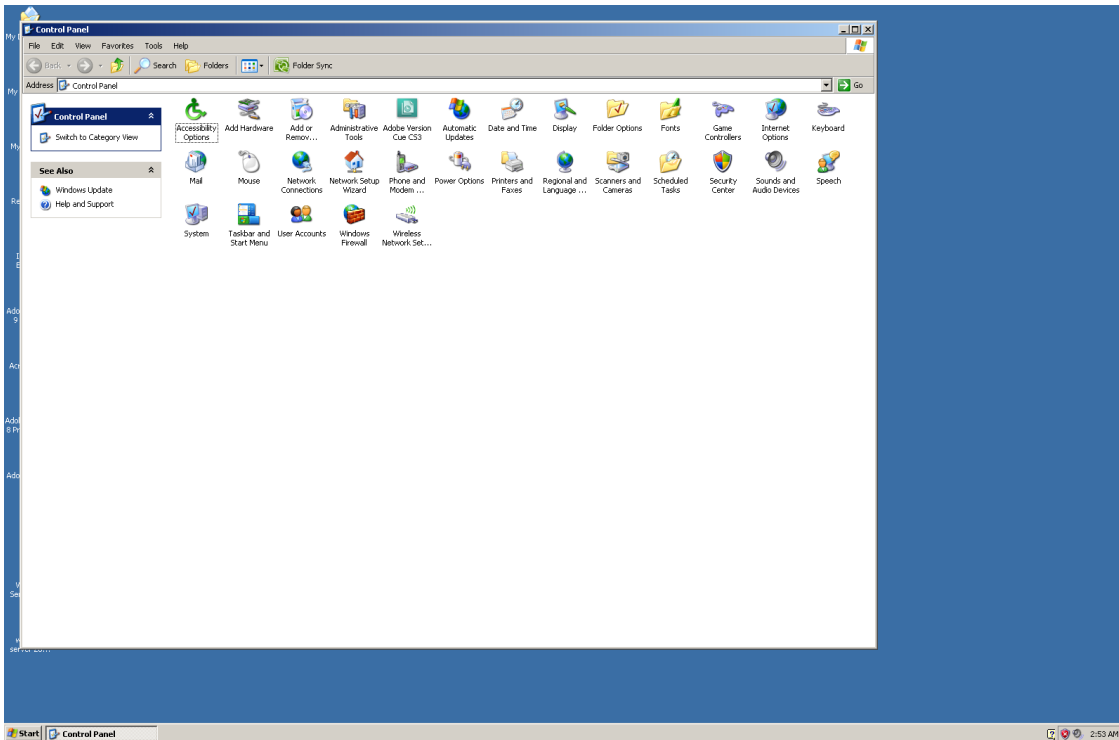 Control Panel
File Edit View Favorites Tools Help
Back Search Folders Folder Sync
Address Control Panel Go
Control Panel
Switch to Category View
See Also
Windows Update
Help and Support
Accessibility Options
Add Hardware
Add or Remov...
Administrative Tools
Adobe Version Cue CS3
Automatic Updates
Date and Time
Display
Folder Options
Fonts
Game Controllers
Internet Options
Keyboard
Mail
Mouse
Network Connections
Network Setup Wizard
Phone and Modem ...
Power Options
Printers and Faxes
Regional and Language ...
Scanners and Cameras
Scheduled Tasks
Security Center
Sounds and Audio Devices
Speech
System
Taskbar and Start Menu
User Accounts
Windows Firewall
Wireless Network Set...
Start Control Panel 2:53 AM